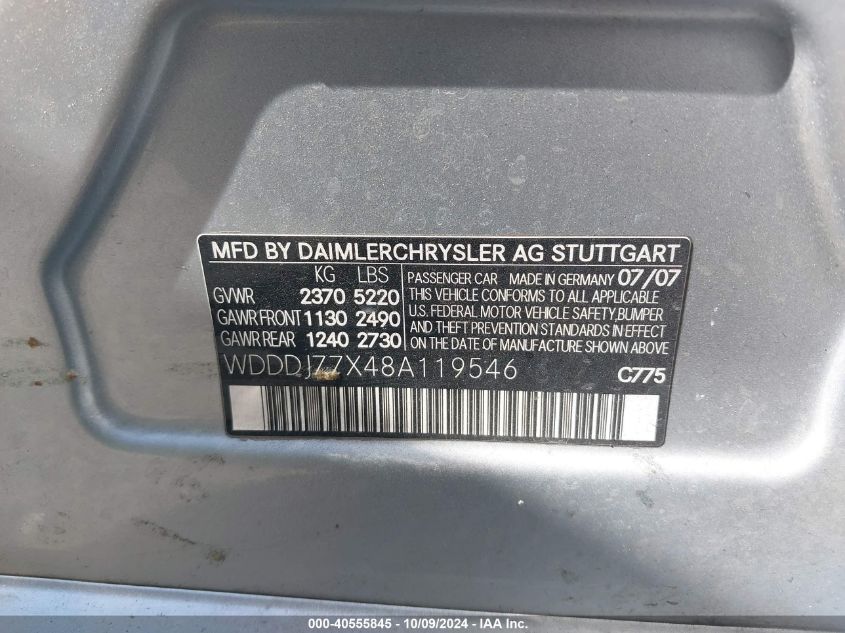 MFD BY DAIMLERCHRYSLER AG STUTTGART
KG LBS
GVWR 2370 5220
GAWR FRONT 1130 2490
GAWR REAR 1240 2730
PASSENGER CAR MADE IN GERMANY 07/07
THIS VEHICLE CONFORMS TO ALL APPLICABLE
U.S. FEDERAL MOTOR VEHICLE SAFETY, BUMPER
AND THEFT PREVENTION STANDARDS IN EFFECT
ON THE DATE OF MANUFACTURE SHOWN ABOVE
WDDDJ77X48A119546
C775
000-40555845 - 10/09/2024 - IAAI.COM